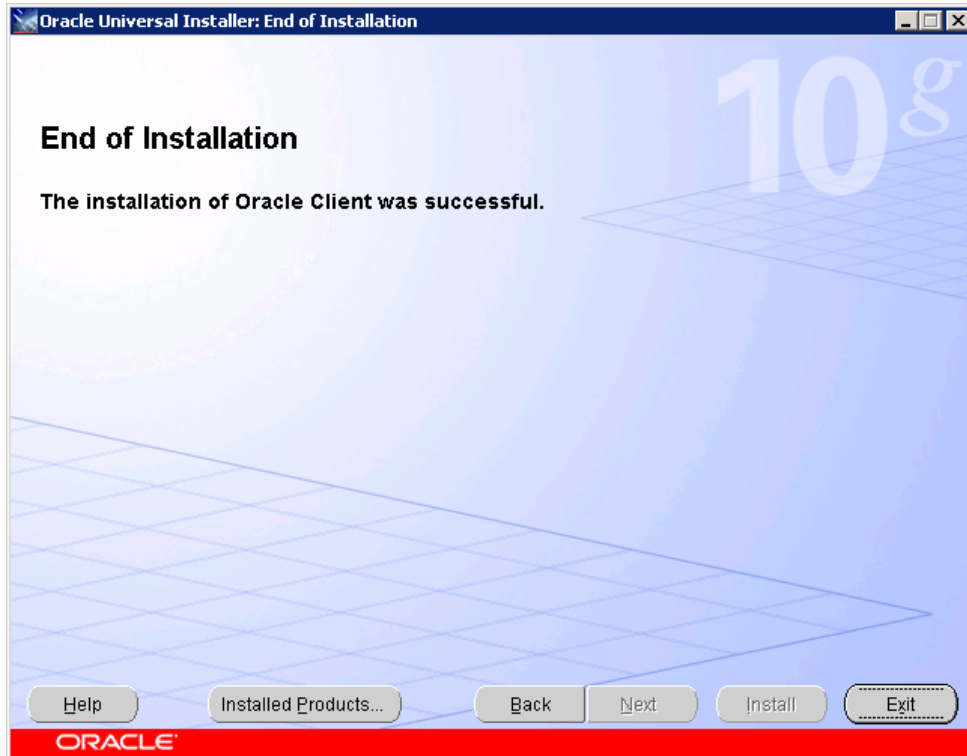 Oracle Universal Installer: End of Installation
10g
End of Installation
The installation of Oracle Client was successful.
Help Installed Products... Back Next Install Exit
ORACLE